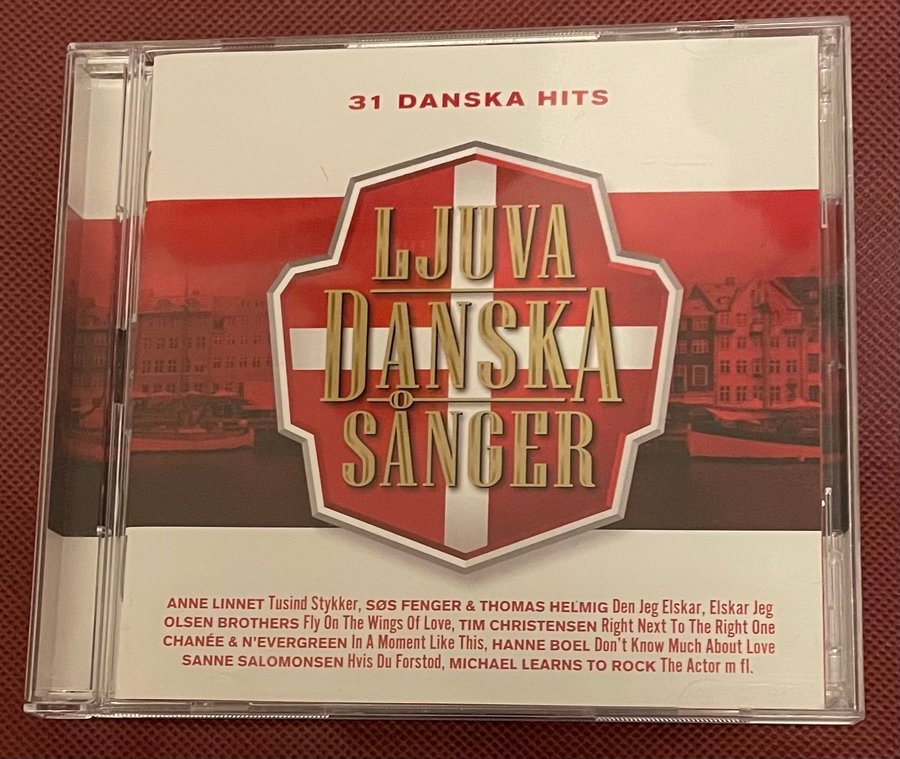 31 DANSKA HITS
LJUVA
DANSKA
SÅNGER
ANNE LINNET Tusind Stykker, SØS FENGER & THOMAS HELMIG Den Jeg Elskar, Elskar Jeg
OLSEN BROTHERS Fly On The Wings Of Love, TIM CHRISTENSEN Right Next To The Right One
CHANÉE & N'EVERGREEN In A Moment Like This, HANNE BOEL Don't Know Much About Love
SANNE SALOMONSEN Hvis Du Forstod, MICHAEL LEARNS TO ROCK The Actor m fl.